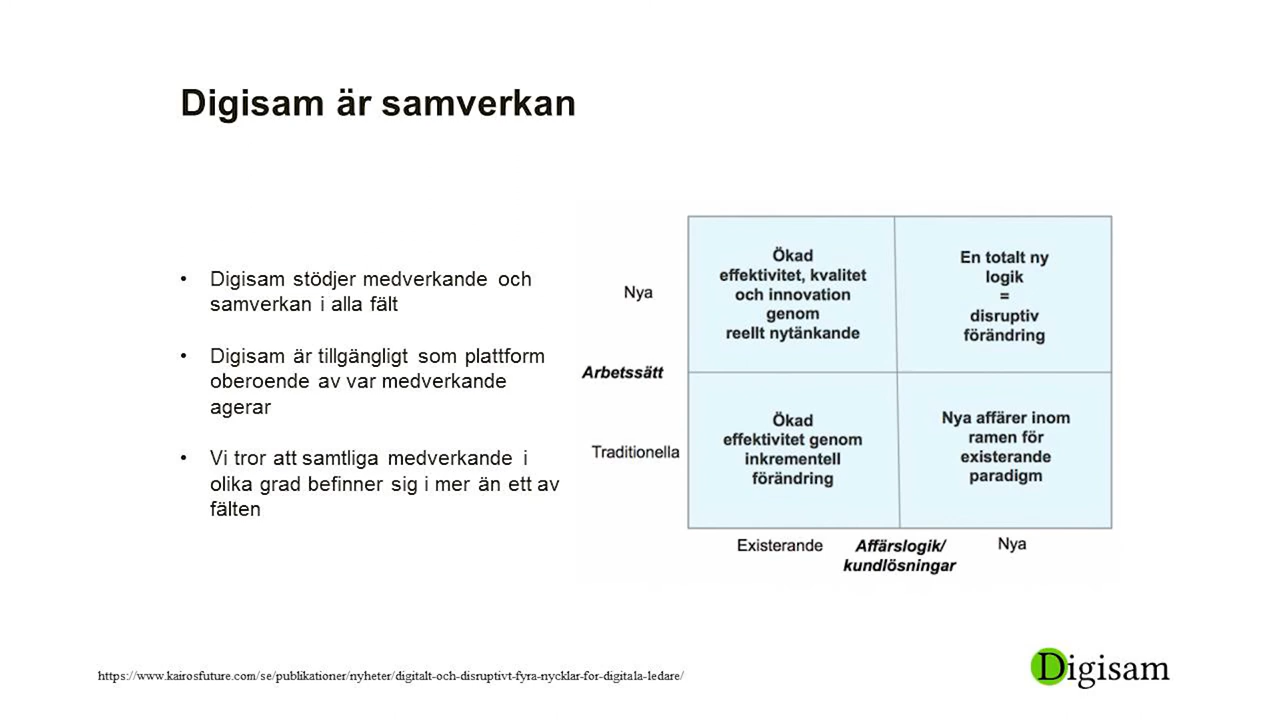 Digisam är samverkan
• Digisam stödjer medverkande och
samverkan i alla fält
• Digisam är tillgängligt som plattform
oberoende av var medverkande
agerar
• Vi tror att samtliga medverkande i
olika grad befinner sig i mer än ett av
fälten
Nya
Ökad
effektivitet, kvalitet
och innovation
genom
reellt nytänkande
En totalt ny
logik
=
disruptiv
förändring
Arbetssätt
Traditionella
Ökad
effektivitet genom
inkrementell
förändring
Nya affärer inom
ramen för
existerande
paradigm
Existerande
Affärslogik/
kundlösningar
Nya
https://www.kairosfuture.com/se/publikationer/nyheter/digitalt-och-disruptivt-fyra-nycklar-for-digitala-ledare/
Digisam